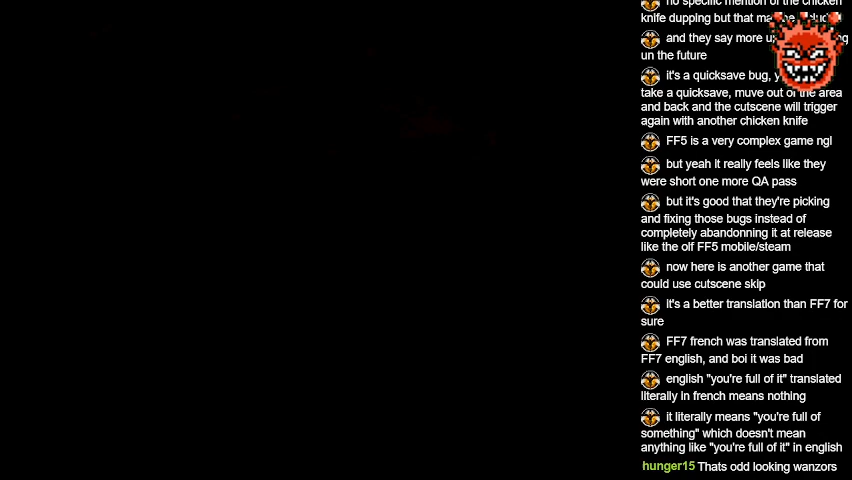 no specific mention of the chicken
knife dupping but that
and they say more
un the future
it's a quicksave bug,
take a quicksave, muve out of the area
and back and the cutscene will trigger
again with another chicken knife
FF5 is a very complex game ngl
but yeah it really feels like they
were short one more QA pass
but it's good that they're picking
and fixing those bugs instead of
completely abandonning it at release
like the olf FF5 mobile/steam
now here is another game that
could use cutscene skip
it's a better translation than FF7 for
sure
FF7 french was translated from
FF7 english, and boi it was bad
english "you're full of it" translated
literally in french means nothing
it literally means "you're full of
something" which doesn't mean
anything like "you're full of it" in english
hunger15 Thats odd looking wanzors